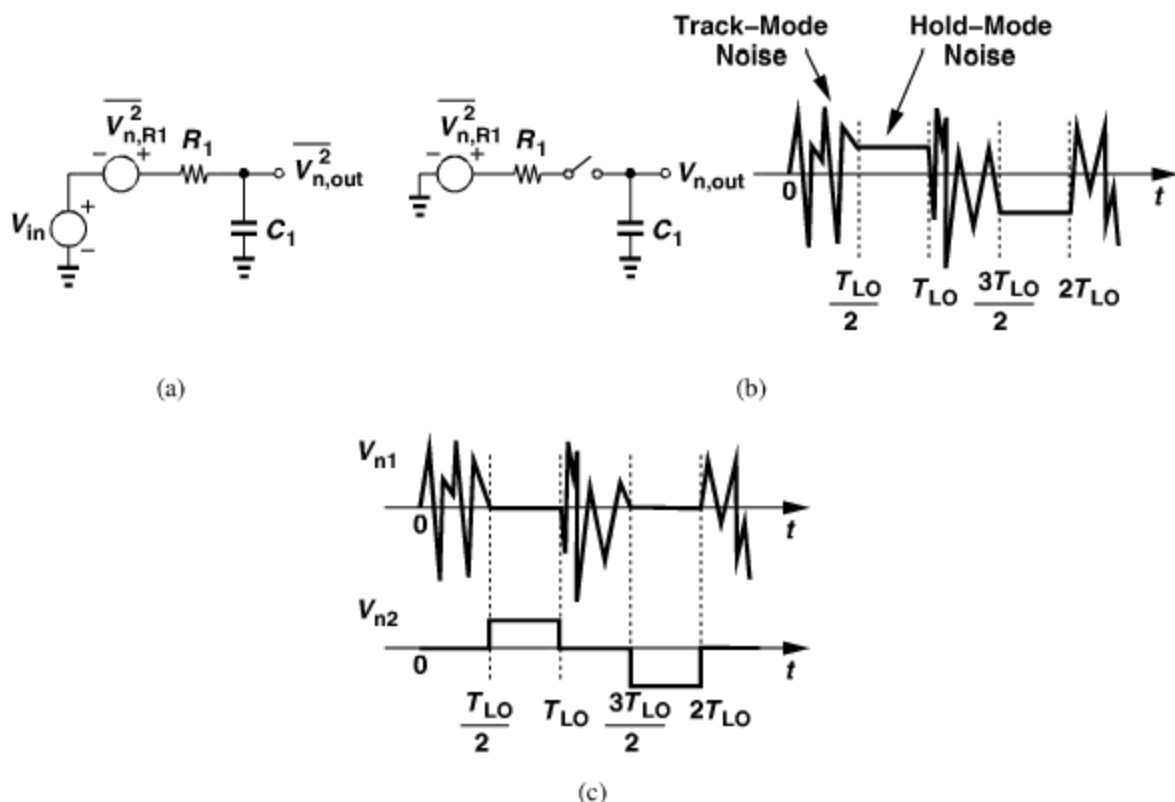 Track–Mode Noise
Hold–Mode Noise
V²n,R1
R1
V²n,out
Vin
C1
V²n,R1
R1
Vn,out
C1
0
TLO/2
TLO
3TLO/2
2TLO
t
(a)
(b)
Vn1
0
t
Vn2
0
t
TLO/2
TLO
3TLO/2
2TLO
(c)